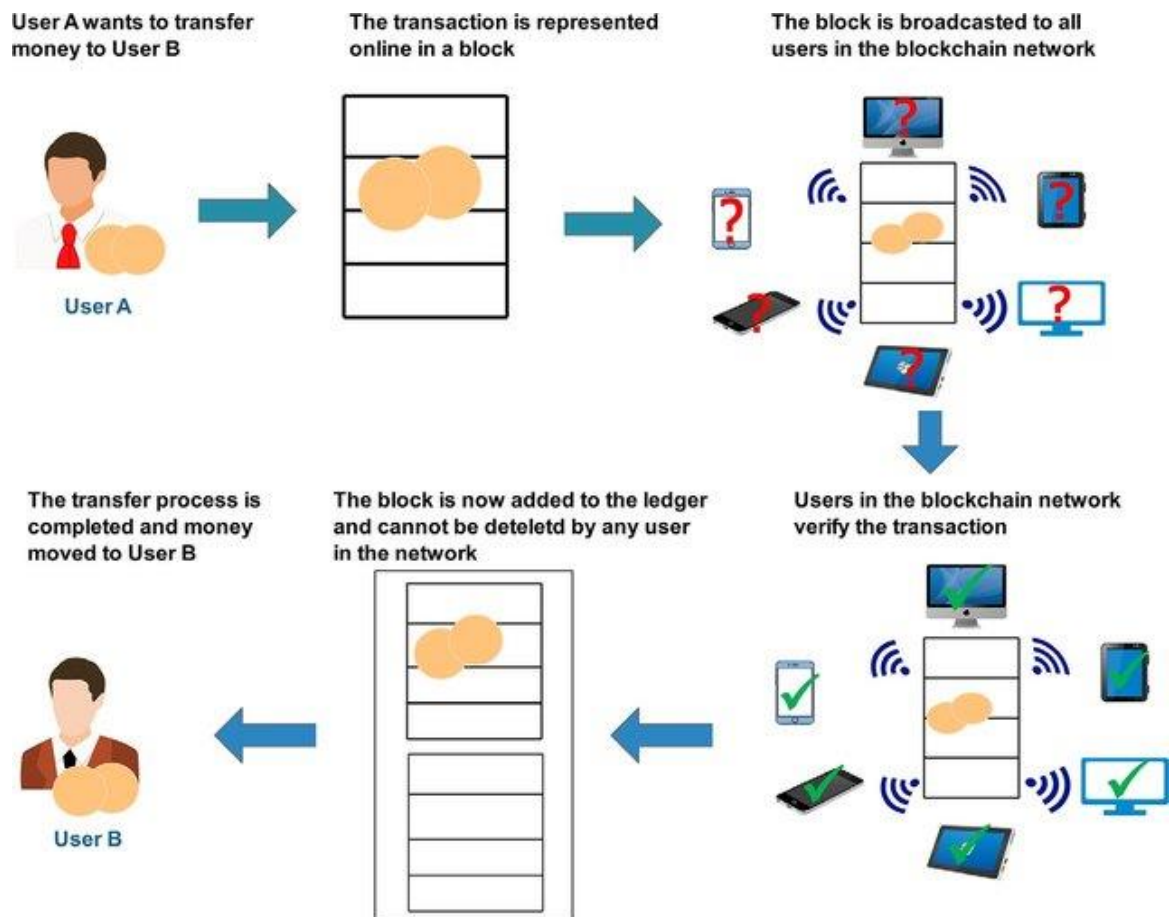 User A wants to transfer
money to User B
The transaction is represented
online in a block
The block is broadcasted to all
users in the blockchain network
?
?
?
?
?
?
User A
Users in the blockchain network
verify the transaction
The block is now added to the ledger
and cannot be deteletd by any user
in the network
The transfer process is
completed and money
moved to User B
User B